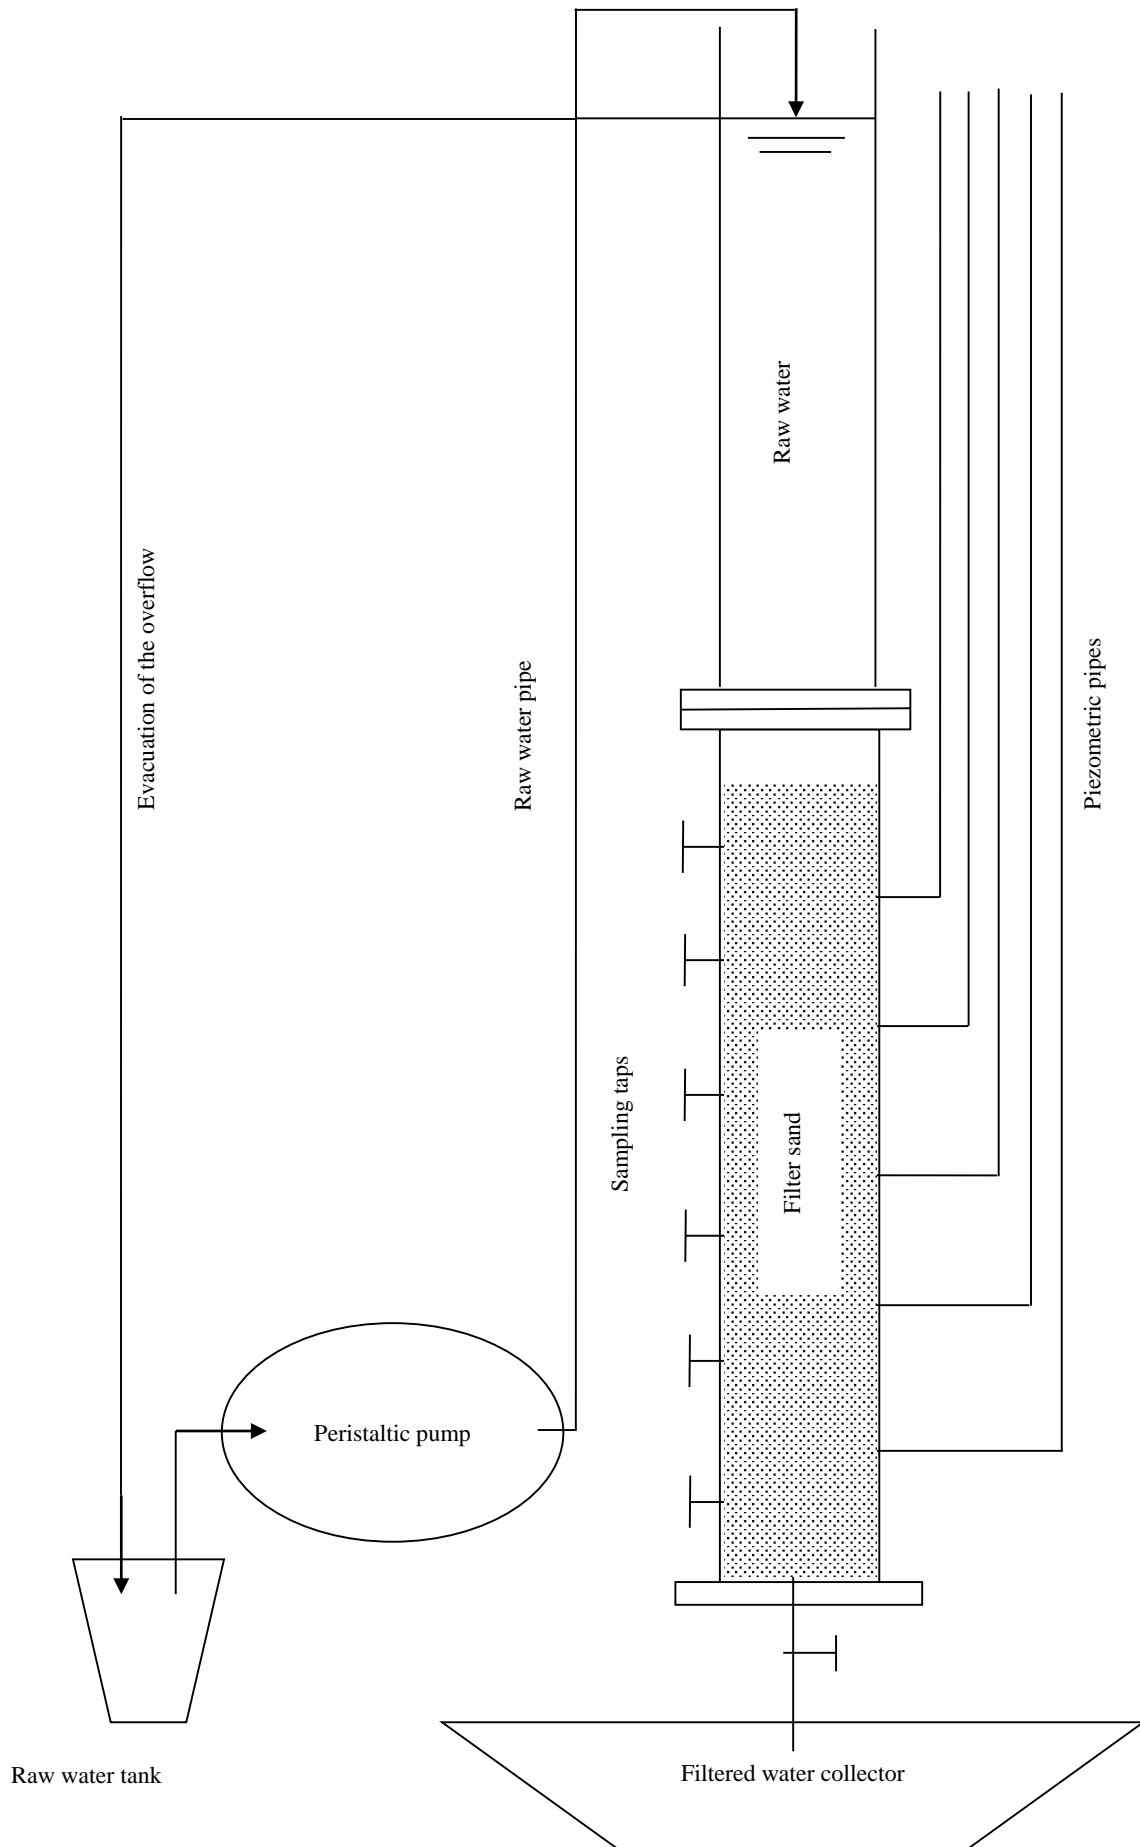 Raw water
Evacuation of the overflow
Raw water pipe
Piezometric pipes
Sampling taps
Filter sand
Peristaltic pump
Raw water tank
Filtered water collector